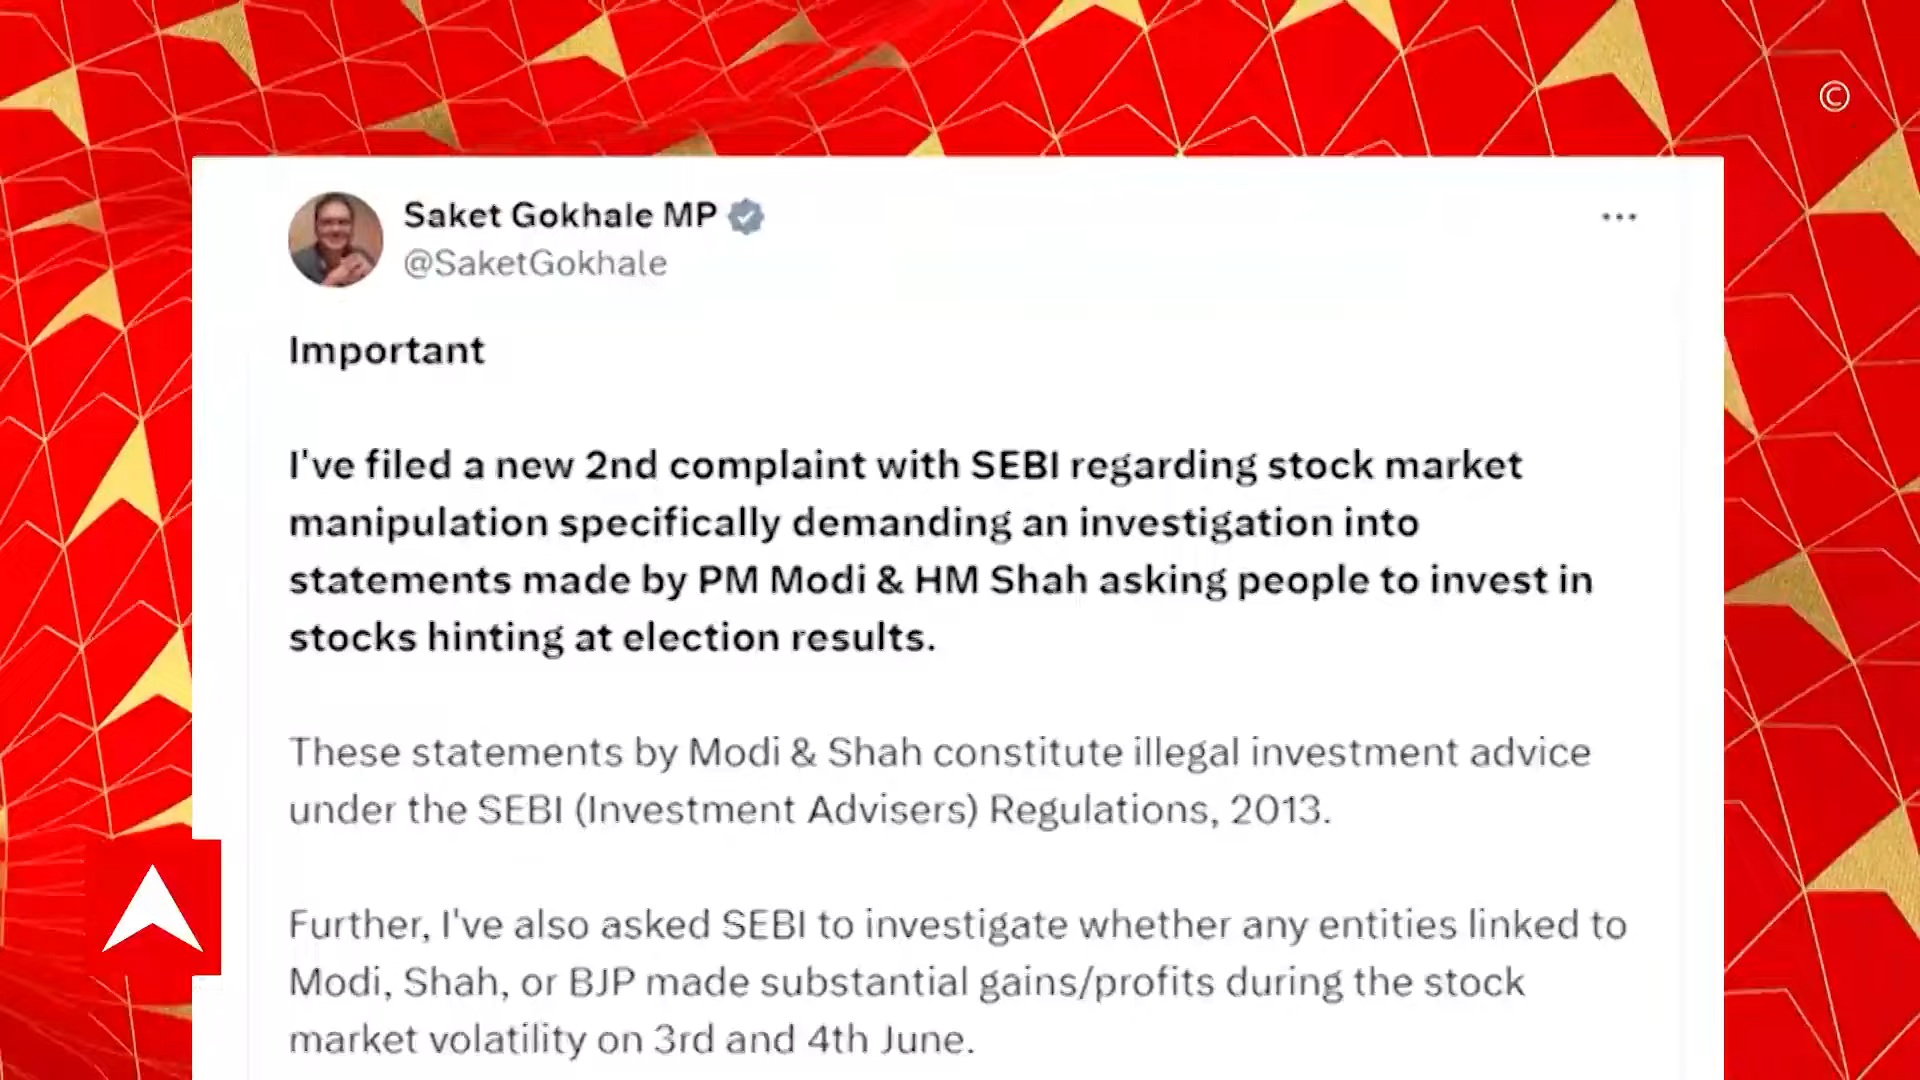 ©
Saket Gokhale MP
@SaketGokhale
Important
I've filed a new 2nd complaint with SEBI regarding stock market
manipulation specifically demanding an investigation into
statements made by PM Modi & HM Shah asking people to invest in
stocks hinting at election results.
These statements by Modi & Shah constitute illegal investment advice
under the SEBI (Investment Advisers) Regulations, 2013.
Further, I've also asked SEBI to investigate whether any entities linked to
Modi, Shah, or BJP made substantial gains/profits during the stock
market volatility on 3rd and 4th June.